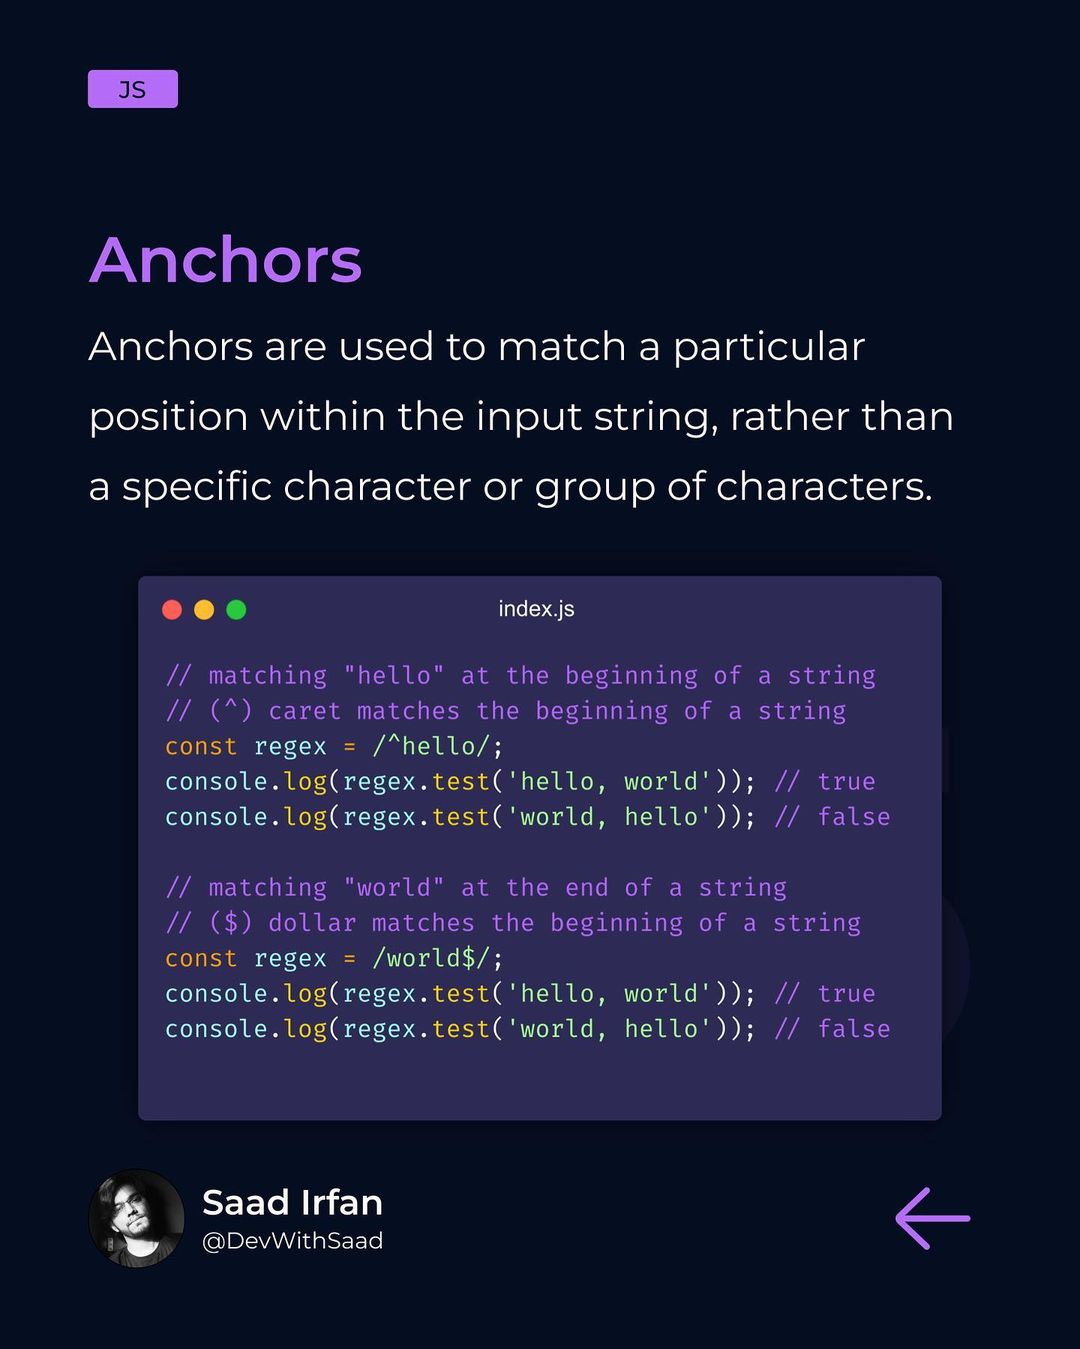 JS
Anchors
Anchors are used to match a particular
position within the input string, rather than
a specific character or group of characters.
index.js
// matching "hello" at the beginning of a string
// (^) caret matches the beginning of a string
const regex = /^hello/;
console.log(regex.test('hello, world')); // true
console.log(regex.test('world, hello')); // false
// matching "world" at the end of a string
// ($) dollar matches the beginning of a string
const regex = /world$/;
console.log(regex.test('hello, world')); // true
console.log(regex.test('world, hello')); // false
Saad Irfan
@DevWithSaad